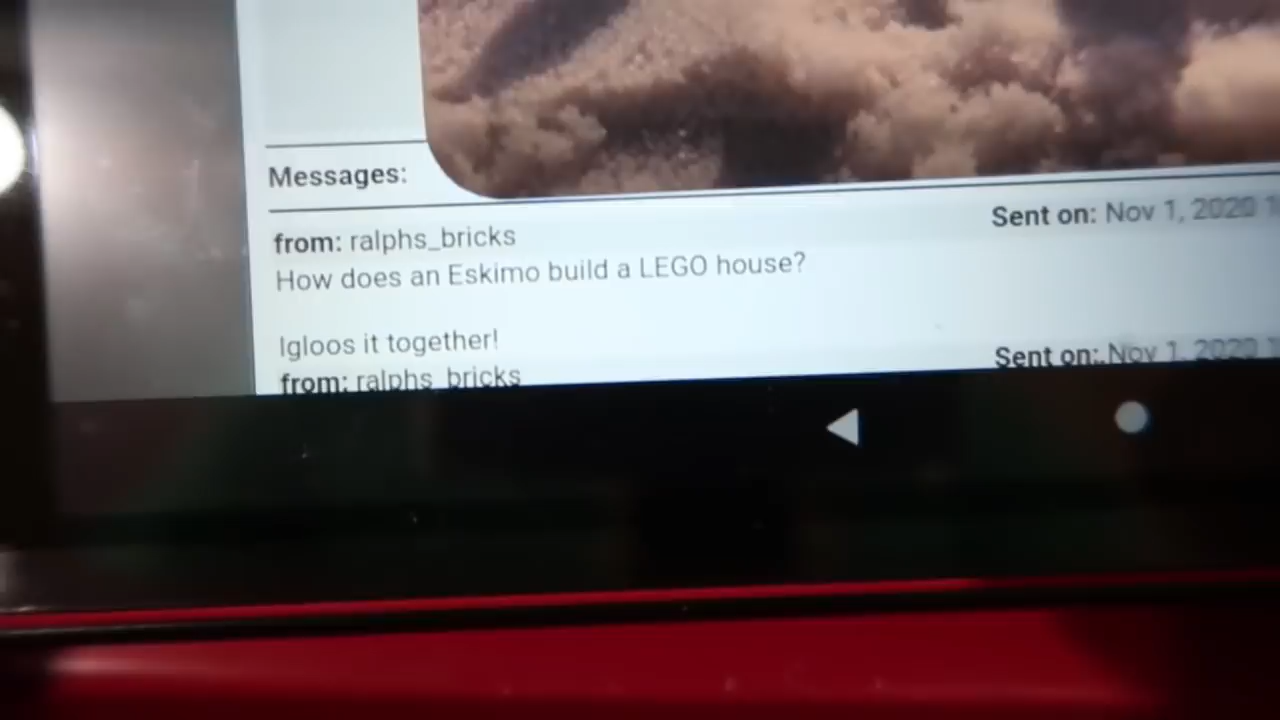 Messages:
from: ralphs_bricks
Sent on: Nov 1, 2020
How does an Eskimo build a LEGO house?
Igloos it together!
from: ralphs_bricks
Sent on: Nov 1, 2020